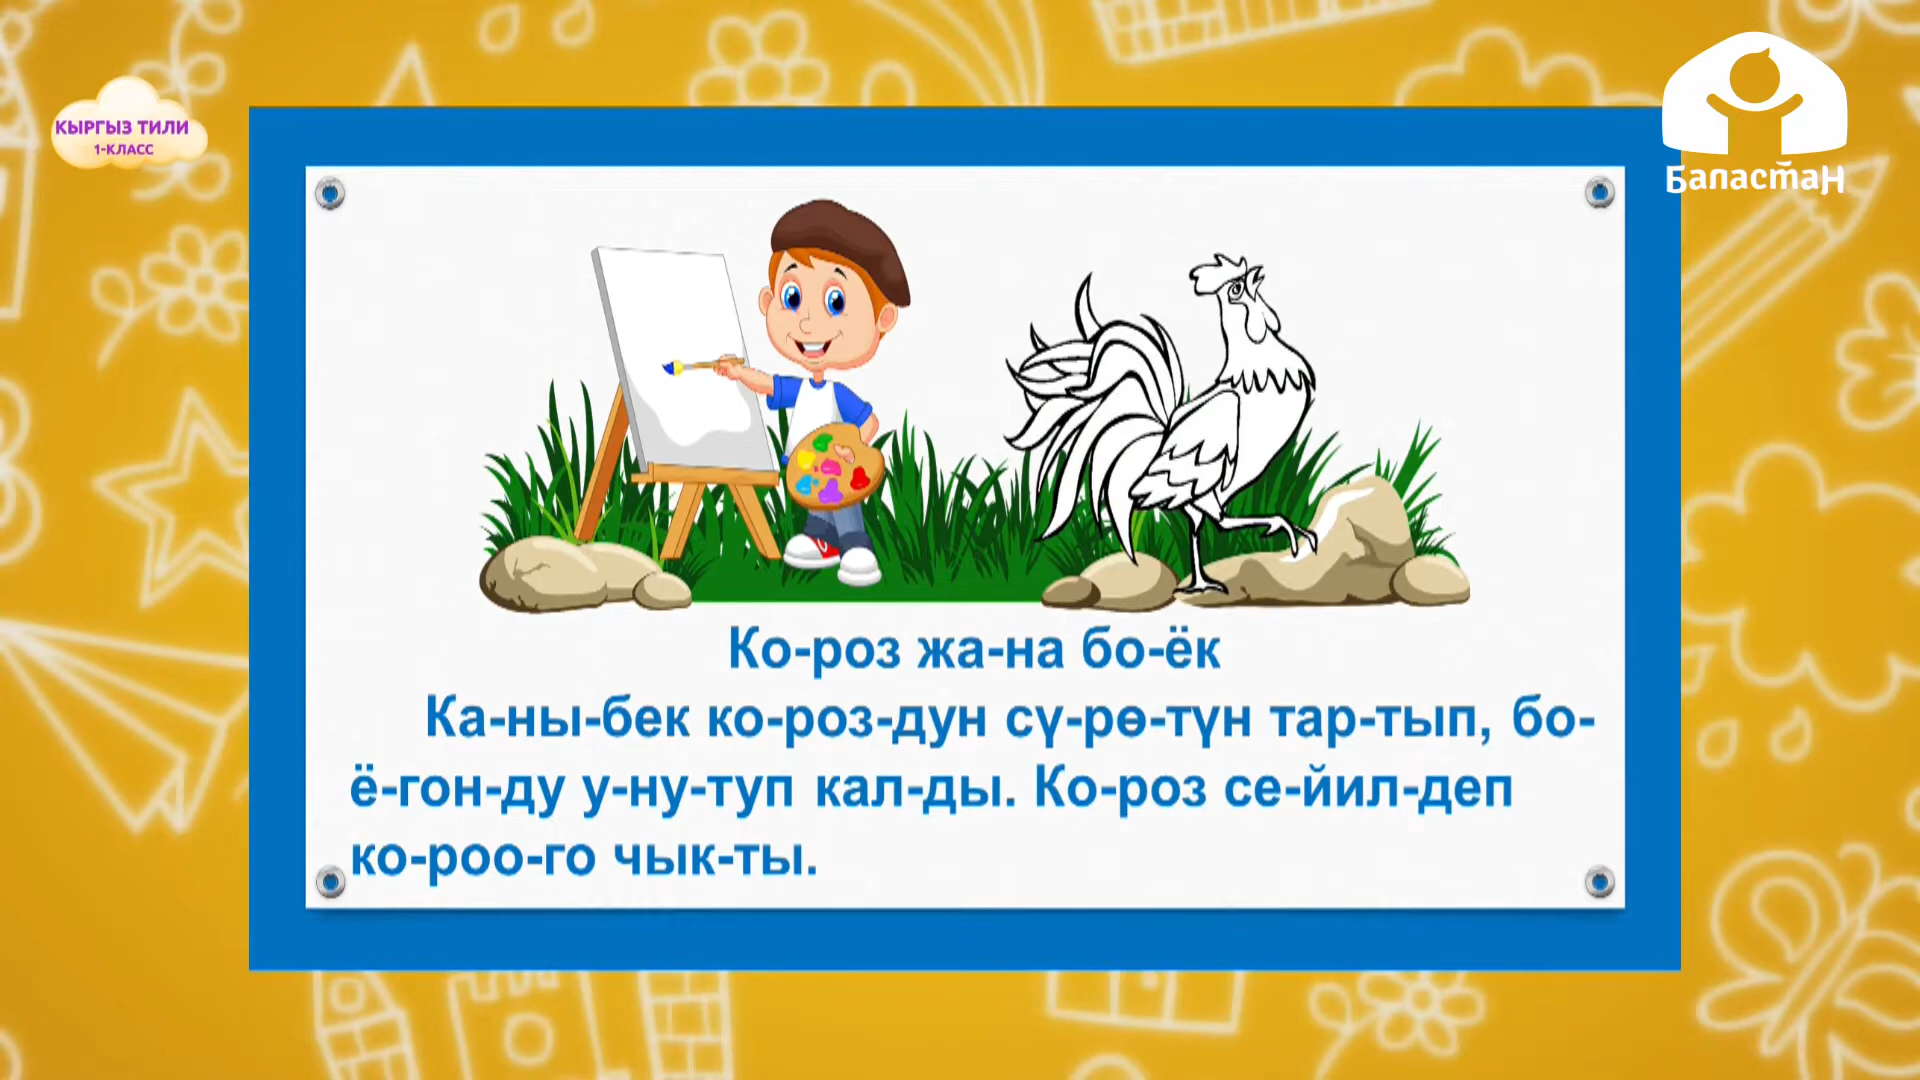 КЫРГЫЗ ТИЛИ
1-КЛАСС
Баластан
Ко-роз жа-на бо-ёк
Ка-ны-бек ко-роз-дун сү-рө-түн тар-тып, бо-
ё-гон-ду у-ну-туп кал-ды. Ко-роз се-йил-деп
ко-роо-го чык-ты.